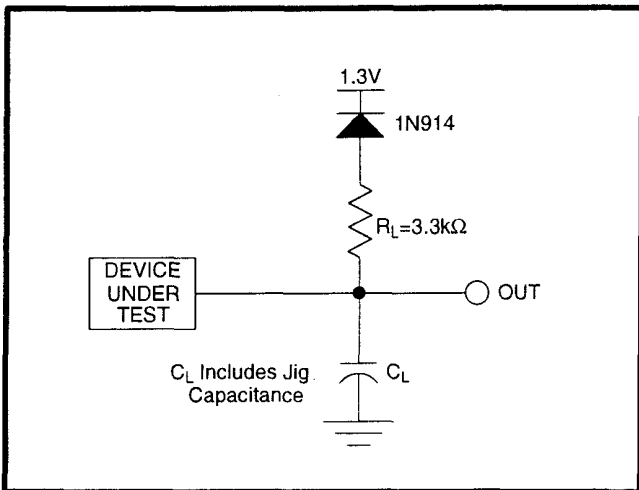 1.3V
1N914
R_L=3.3kΩ
DEVICE
UNDER
TEST
OUT
C_L Includes Jig
Capacitance
C_L